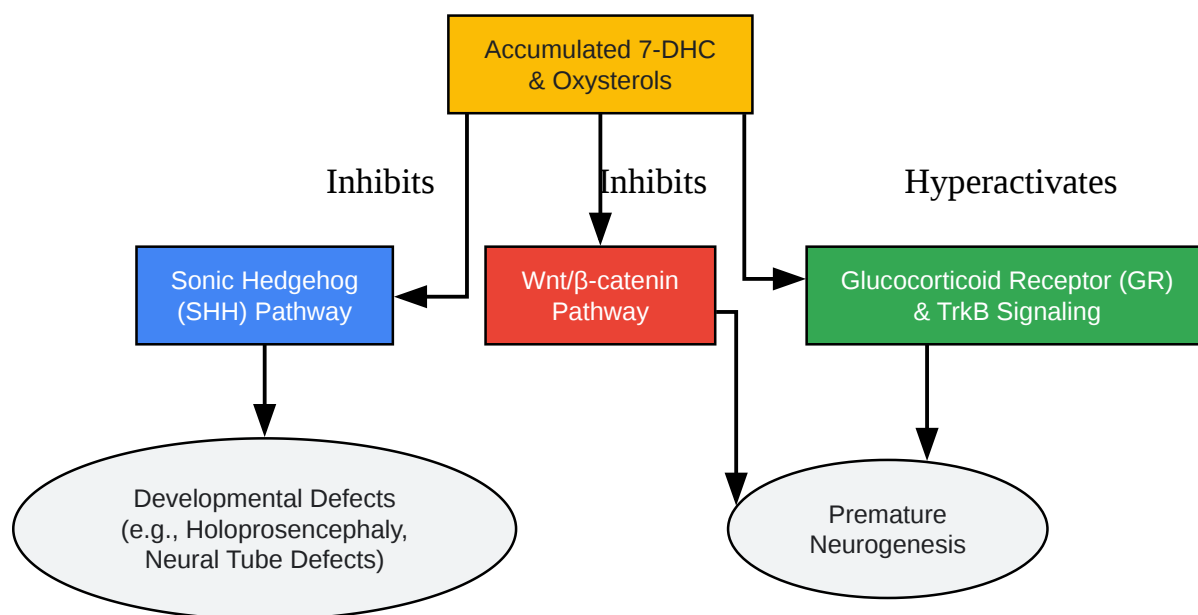 Accumulated 7-DHC
& Oxysterols
Inhibits
Inhibits
Hyperactivates
Sonic Hedgehog
(SHH) Pathway
Wnt/β-catenin
Pathway
Glucocorticoid Receptor (GR)
& TrkB Signaling
Developmental Defects
(e.g., Holoprosencephaly,
Neural Tube Defects)
Premature
Neurogenesis